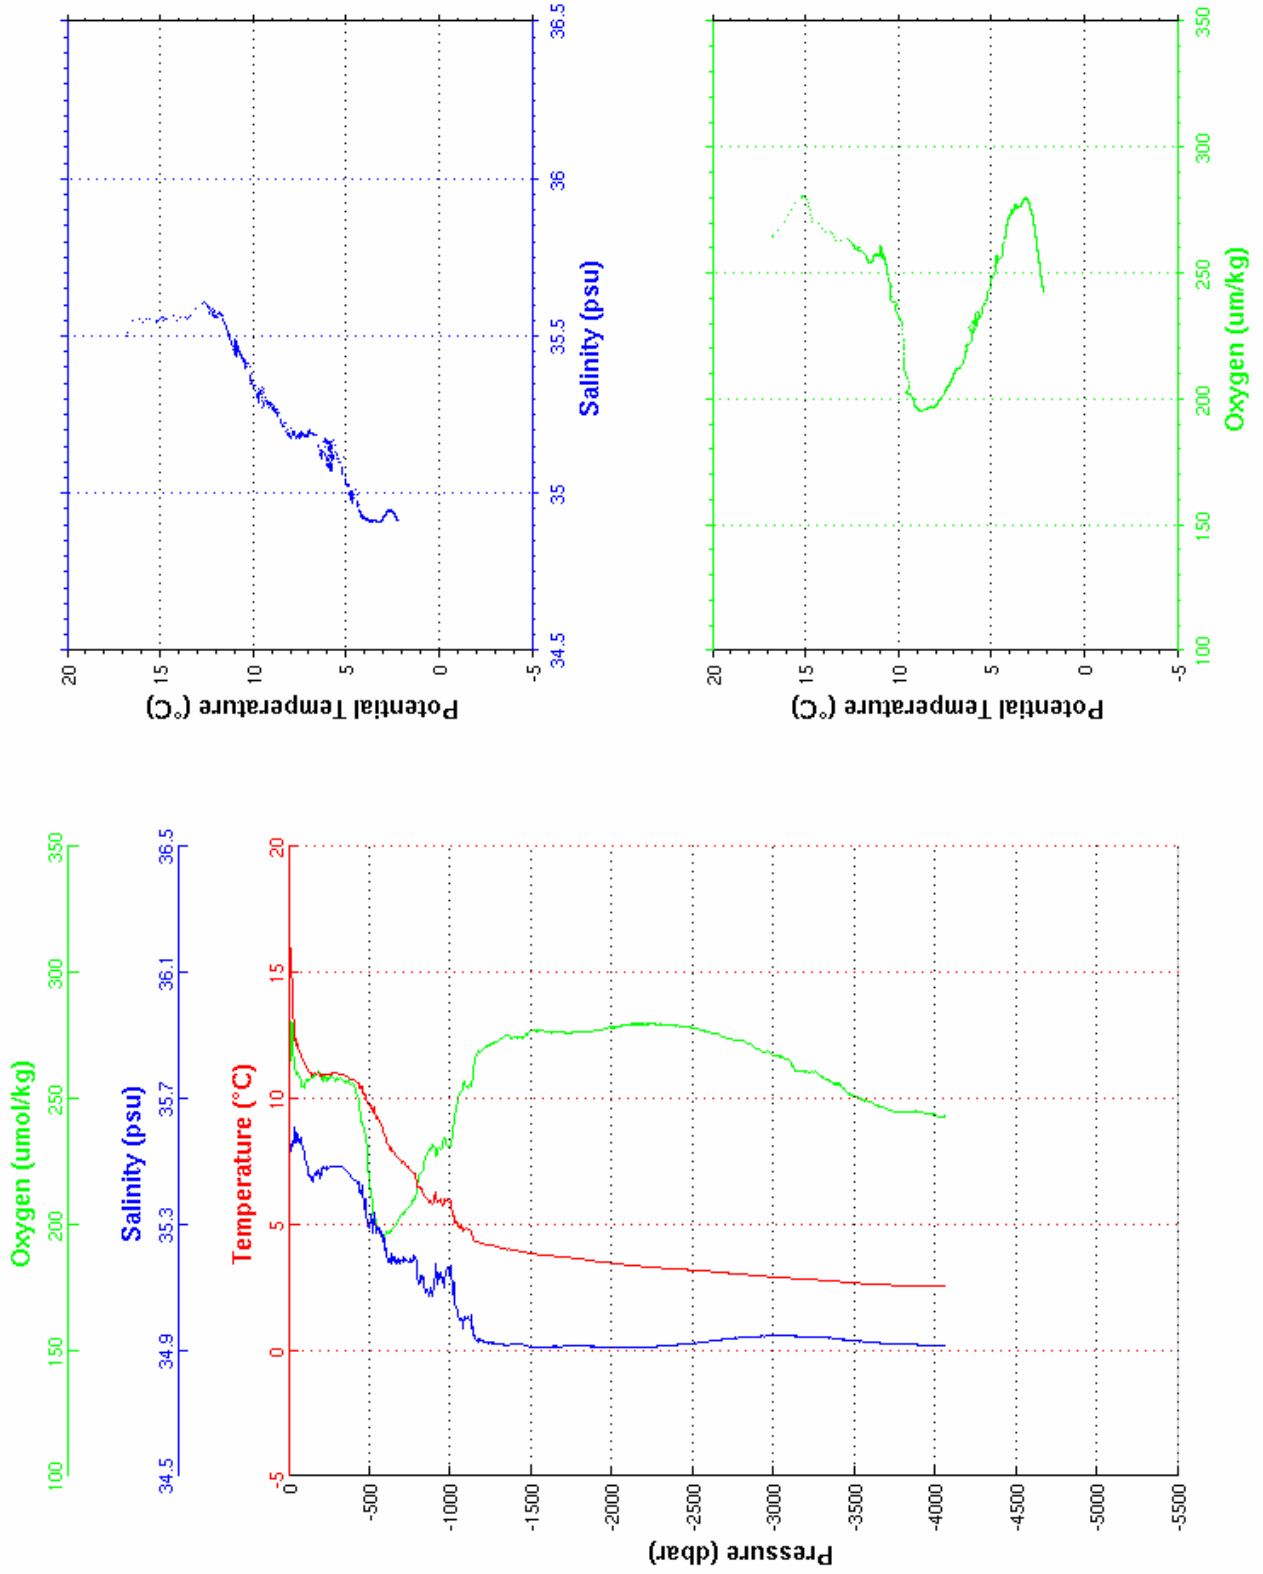 Oxygen (umol/kg)
100 150 200 250 300 350
Salinity (psu)
34.5 34.9 35.3 35.7 36.1 36.5
Temperature (°C)
-5 0 5 10 15 20
Pressure (dbar)
0
-500
-1000
-1500
-2000
-2500
-3000
-3500
-4000
-4500
-5000
-5500
Potential Temperature (°C)
20
15
10
5
0
-5
34.5 35 35.5 36 36.5
Salinity (psu)
Potential Temperature (°C)
20
15
10
5
0
-5
100 150 200 250 300 350
Oxygen (um/kg)